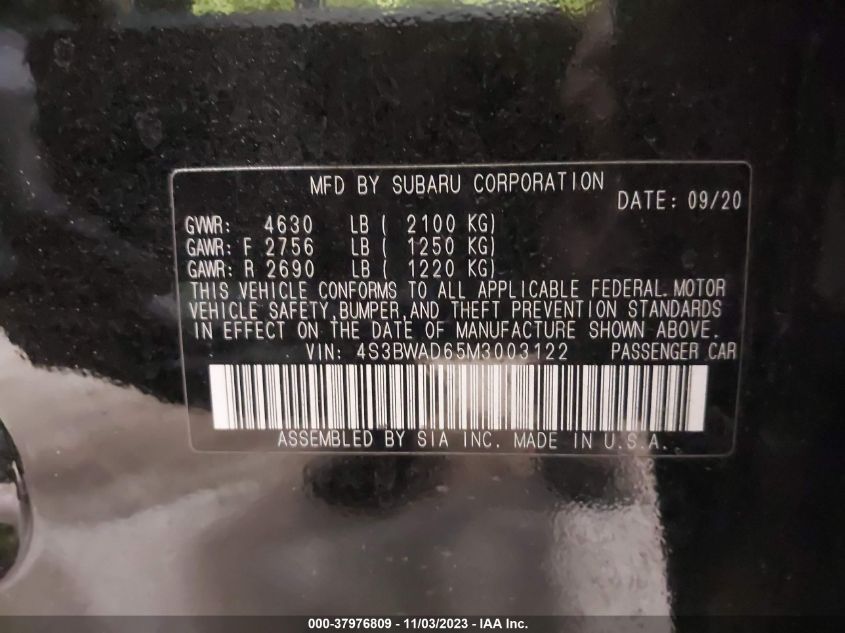 MFD BY SUBARU CORPORATION
DATE: 09/20
GVWR: 4630 LB ( 2100 KG)
GAWR: F 2756 LB ( 1250 KG)
GAWR: R 2690 LB ( 1220 KG)
THIS VEHICLE CONFORMS TO ALL APPLICABLE FEDERAL MOTOR
VEHICLE SAFETY, BUMPER, AND THEFT PREVENTION STANDARDS
IN EFFECT ON THE DATE OF MANUFACTURE SHOWN ABOVE.
VIN: 4S3BWAD65M3003122 PASSENGER CAR
ASSEMBLED BY SIA INC. MADE IN U.S.A.
000-37976809 - 11/03/2023 - IAA Inc.